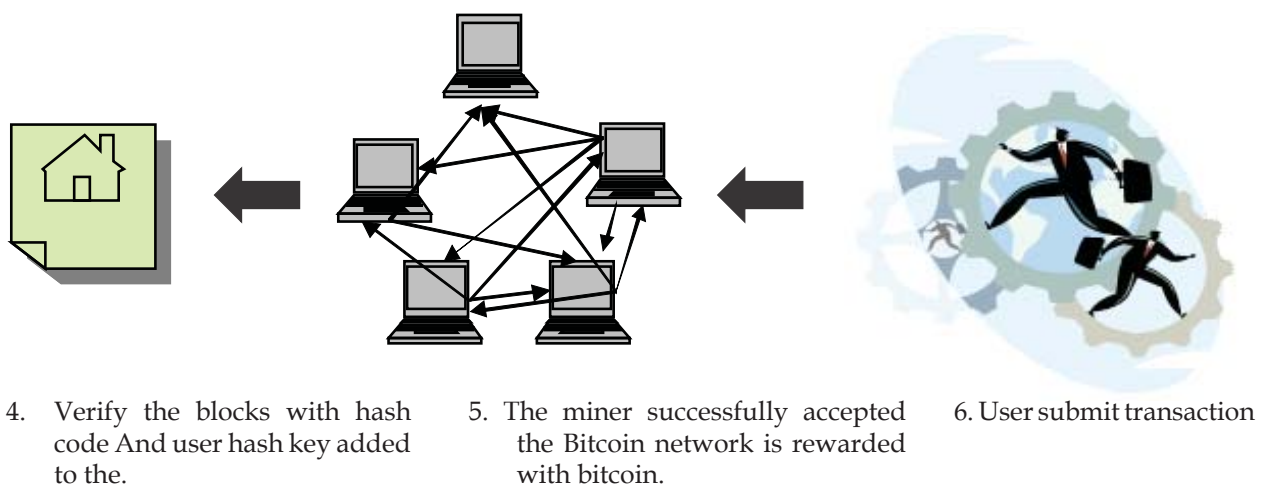 4. Verify the blocks with hash
code And user hash key added
to the.
5. The miner successfully accepted
the Bitcoin network is rewarded
with bitcoin.
6. User submit transaction